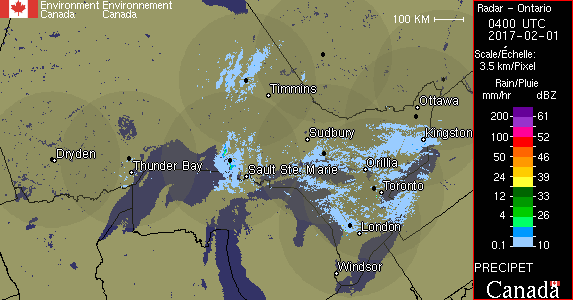 Environment Environnement
Canada Canada
100 KM
Timmins
Ottawa
Sudbury
Kingston
Dryden
Thunder Bay
Sault Ste. Marie
Orillia
Toronto
London
Windsor
Radar - Ontario
0400 UTC
2017-02-01
Scale/Échelle:
3.5 km/Pixel
Rain/Pluie
mm/hr dBZ
200 61
100 52
50 46
24 39
12 33
4 26
1 16
0.1 10
PRECIPET
Canada